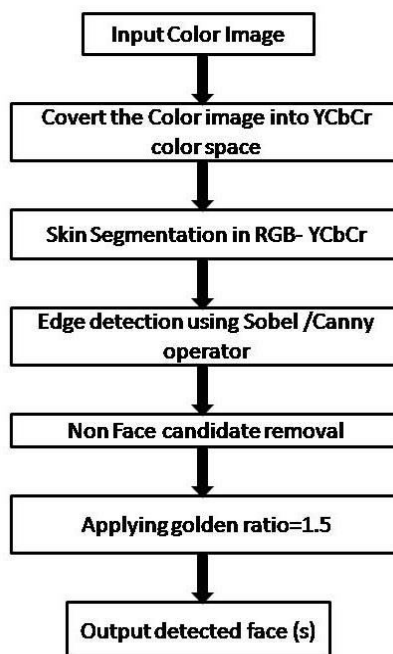 Input Color Image
Covert the Color image into YCbCr
color space
Skin Segmentation in RGB- YCbCr
Edge detection using Sobel /Canny
operator
Non Face candidate removal
Applying golden ratio=1.5
Output detected face (s)